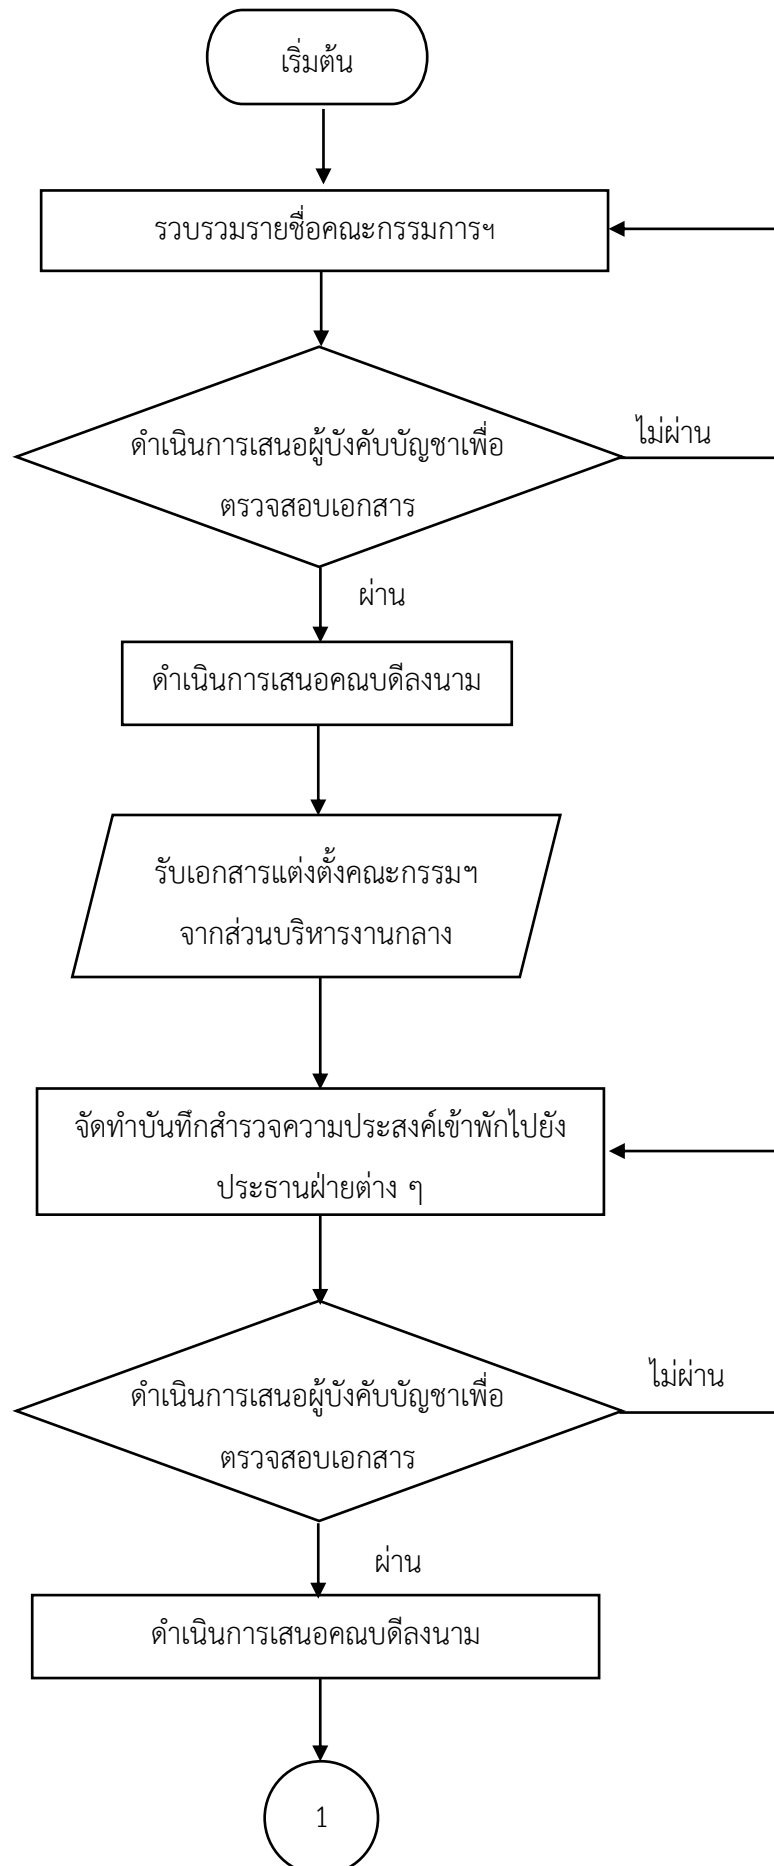 เริ่มต้น
รวบรวมรายชื่อคณะกรรมการฯ
ดำเนินการเสนอผู้บังคับบัญชาเพื่อ
ตรวจสอบเอกสาร
ไม่ผ่าน
ผ่าน
ดำเนินการเสนอคณบดีลงนาม
รับเอกสารแต่งตั้งคณะกรรมฯ
จากส่วนบริหารงานกลาง
จัดทำบันทึกสำรวจความประสงค์เข้าพักไปยัง
ประธานฝ่ายต่าง ๆ
ดำเนินการเสนอผู้บังคับบัญชาเพื่อ
ตรวจสอบเอกสาร
ไม่ผ่าน
ผ่าน
ดำเนินการเสนอคณบดีลงนาม
1